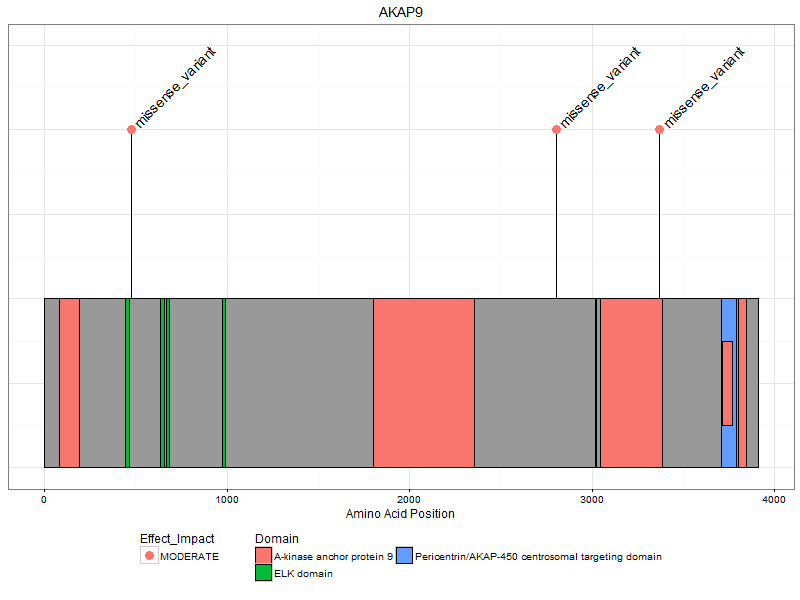 AKAP9
missense_variant
missense_variant
missense_variant
0 1000 2000 3000 4000
Amino Acid Position
Effect_Impact
MODERATE
Domain
A-kinase anchor protein 9
Pericentrin/AKAP-450 centrosomal targeting domain
ELK domain